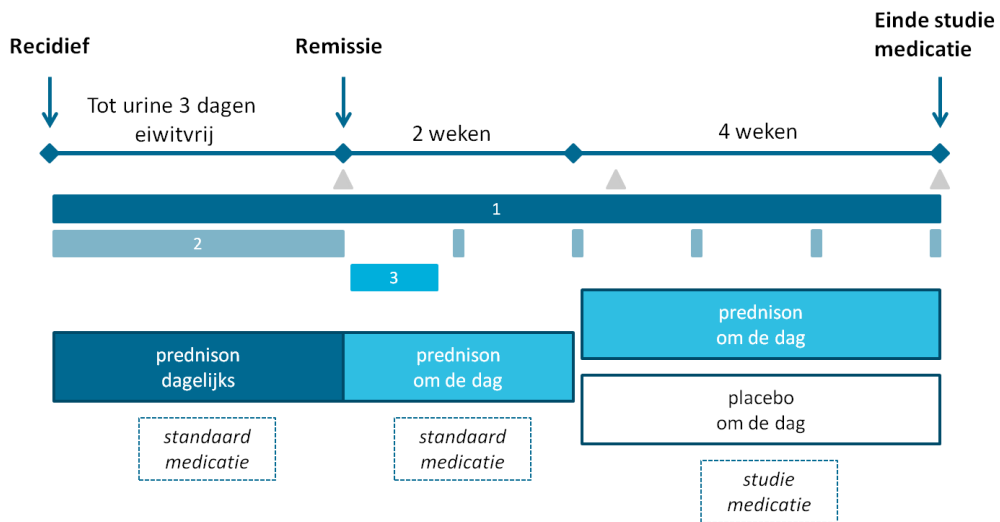 Recidief
Remissie
Einde studie
medicatie
Tot urine 3 dagen
eiwitvrij
2 weken
4 weken
1
2
3
prednison
dagelijks
prednison
om de dag
prednison
om de dag
placebo
om de dag
standaard
medicatie
standaard
medicatie
studie
medicatie